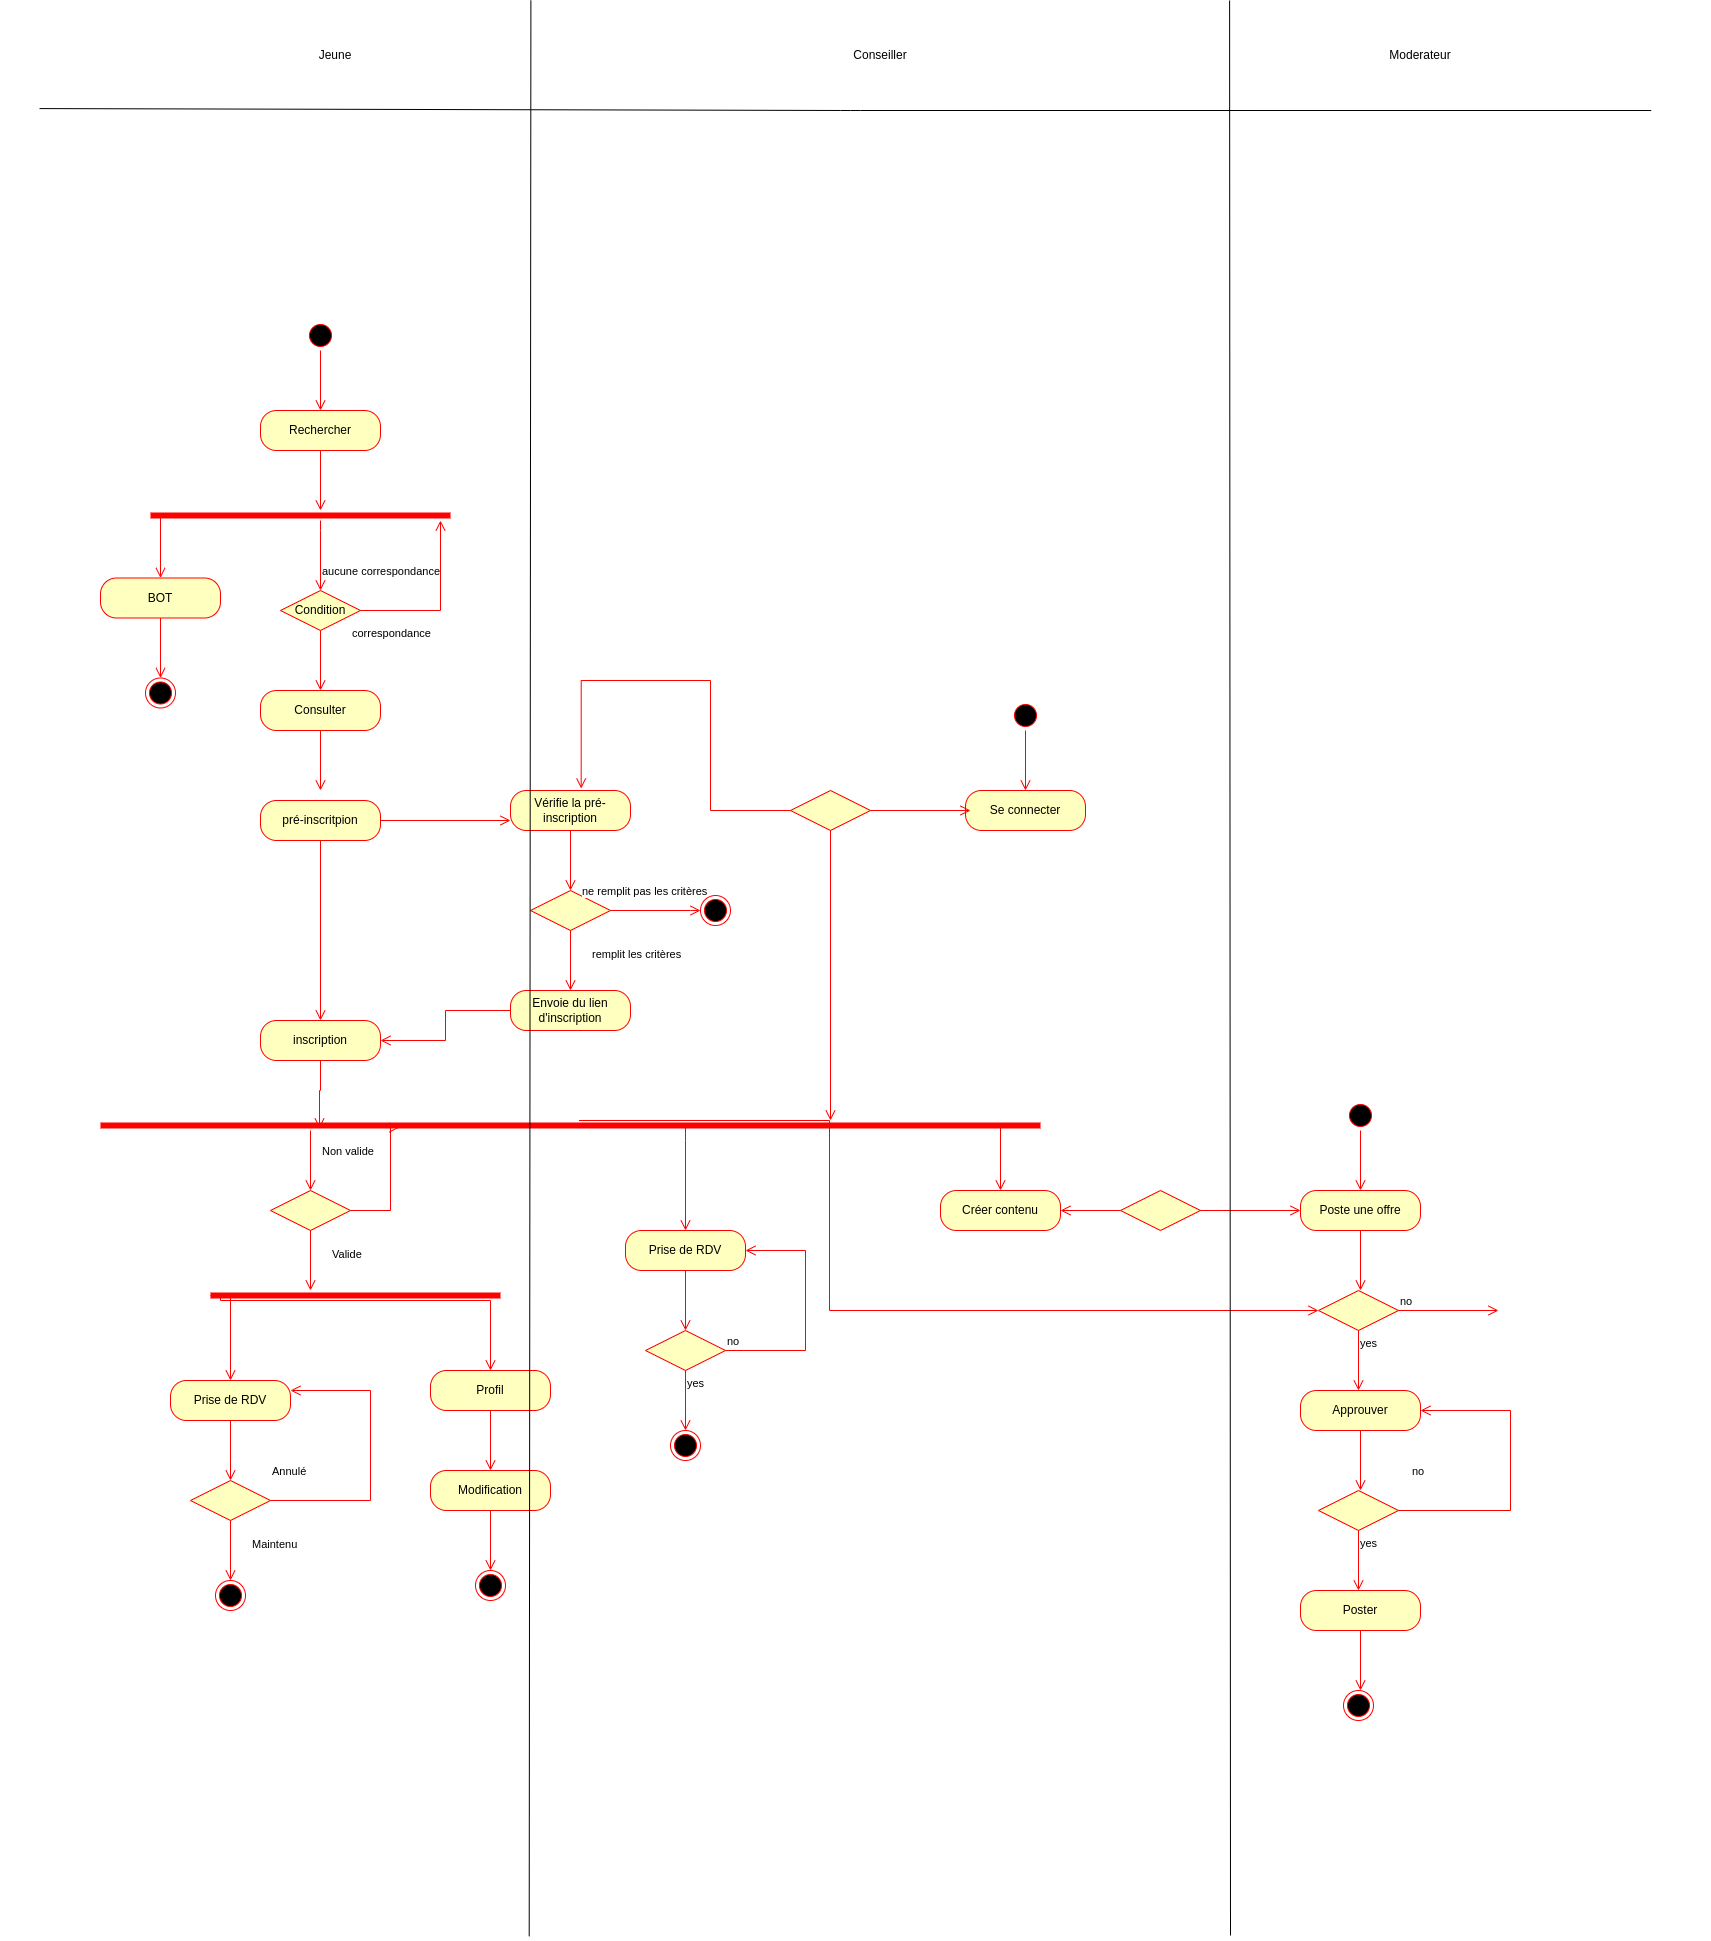 Jeune
Conseiller
Moderateur
Rechercher
aucune correspondance
BOT
Condition
correspondance
Consulter
Vérifie la pré-
inscription
Se connecter
pré-inscritpion
ne remplit pas les critères
remplit les critères
Envoie du lien
d'inscription
inscription
Non valide
Créer contenu
Poste une offre
Valide
Prise de RDV
no
no
yes
yes
Profil
Prise de RDV
Approuver
Annulé
no
Modification
Maintenu
yes
Poster